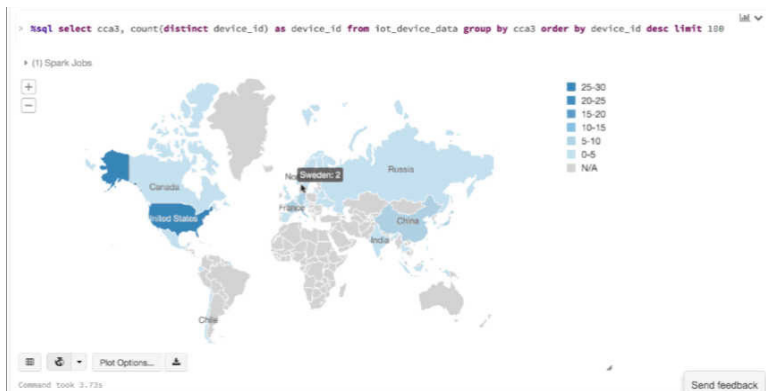 > %sql select cca3, count(distinct device_id) as device_id from iot_device_data group by cca3 order by device_id desc limit 100
(1) Spark Jobs
+
−
25-30
20-25
15-20
10-15
5-10
0-5
N/A
Canada
United States
Chile
France
Sweden: 2
Russia
China
India
Plot Options...
Command took 3.73s
Send feedback